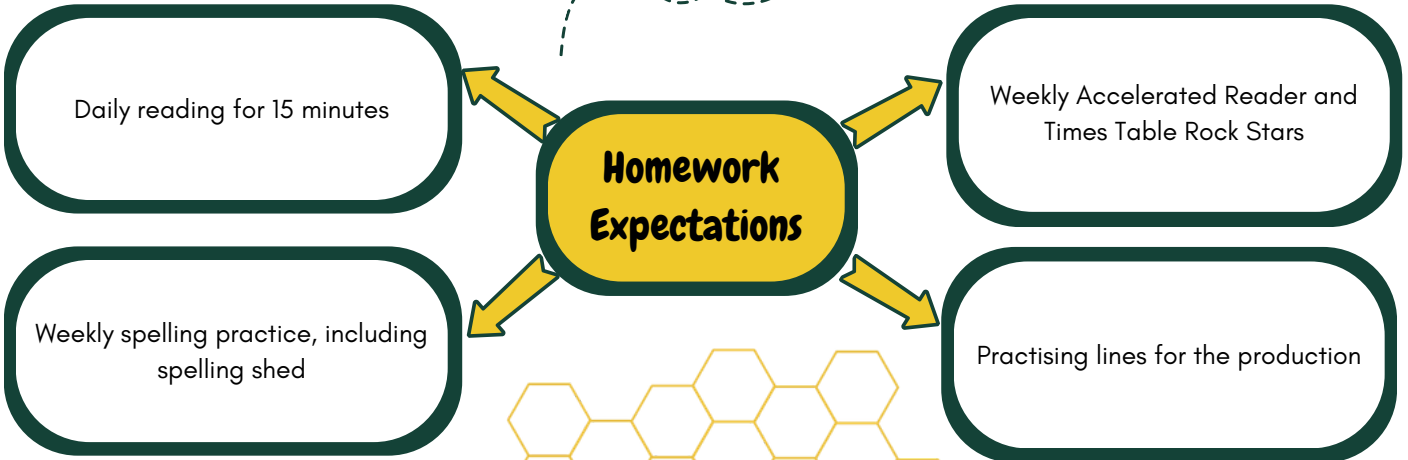 Daily reading for 15 minutes
Weekly Accelerated Reader and
Times Table Rock Stars
Homework
Expectations
Weekly spelling practice, including
spelling shed
Practising lines for the production